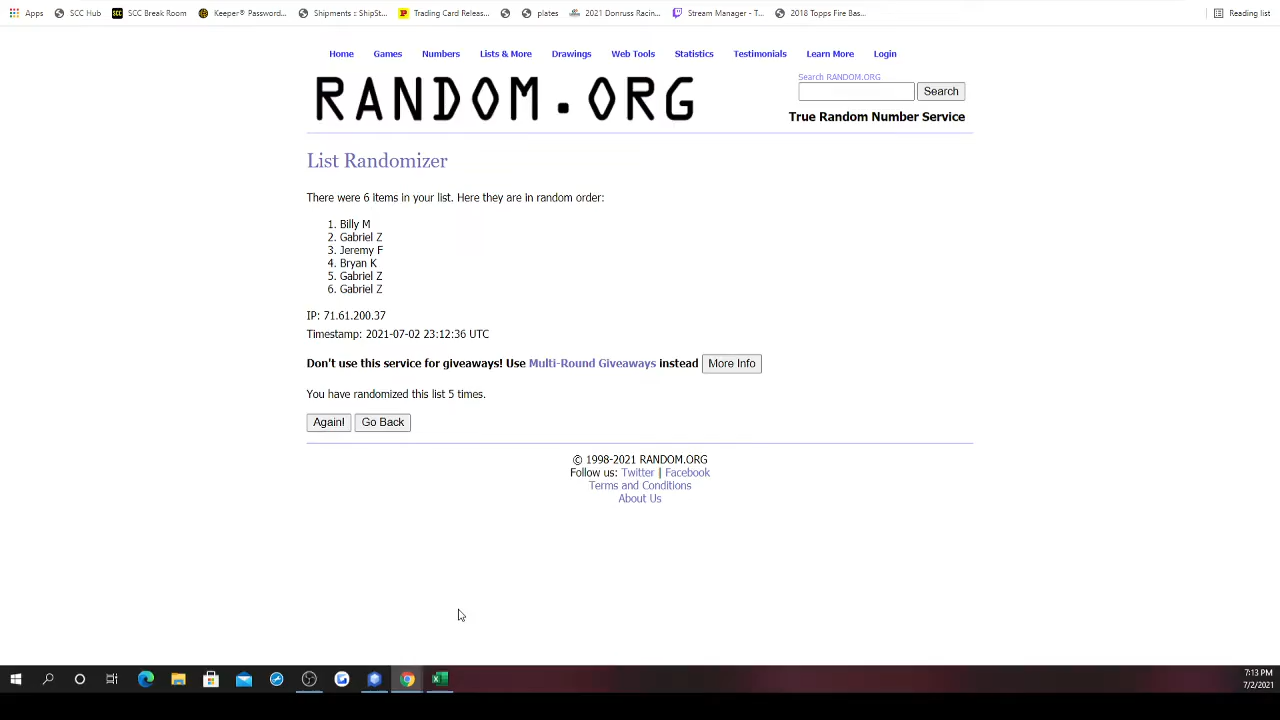 Apps SCC Hub SCC Break Room Keeper® Password... Shipments :: ShipSt... Trading Card Releas... plates 2021 Donruss Racin... Stream Manager - T... 2018 Topps Fire Bas... Reading list
Home Games Numbers Lists & More Drawings Web Tools Statistics Testimonials Learn More Login
RANDOM.ORG
Search RANDOM.ORG
Search
True Random Number Service
List Randomizer
There were 6 items in your list. Here they are in random order:
1. Billy M
2. Gabriel Z
3. Jeremy F
4. Bryan K
5. Gabriel Z
6. Gabriel Z
IP: 71.61.200.37
Timestamp: 2021-07-02 23:12:36 UTC
Don't use this service for giveaways! Use Multi-Round Giveaways instead More Info
You have randomized this list 5 times.
Again! Go Back
© 1998-2021 RANDOM.ORG
Follow us: Twitter | Facebook
Terms and Conditions
About Us
7:13 PM
7/2/2021